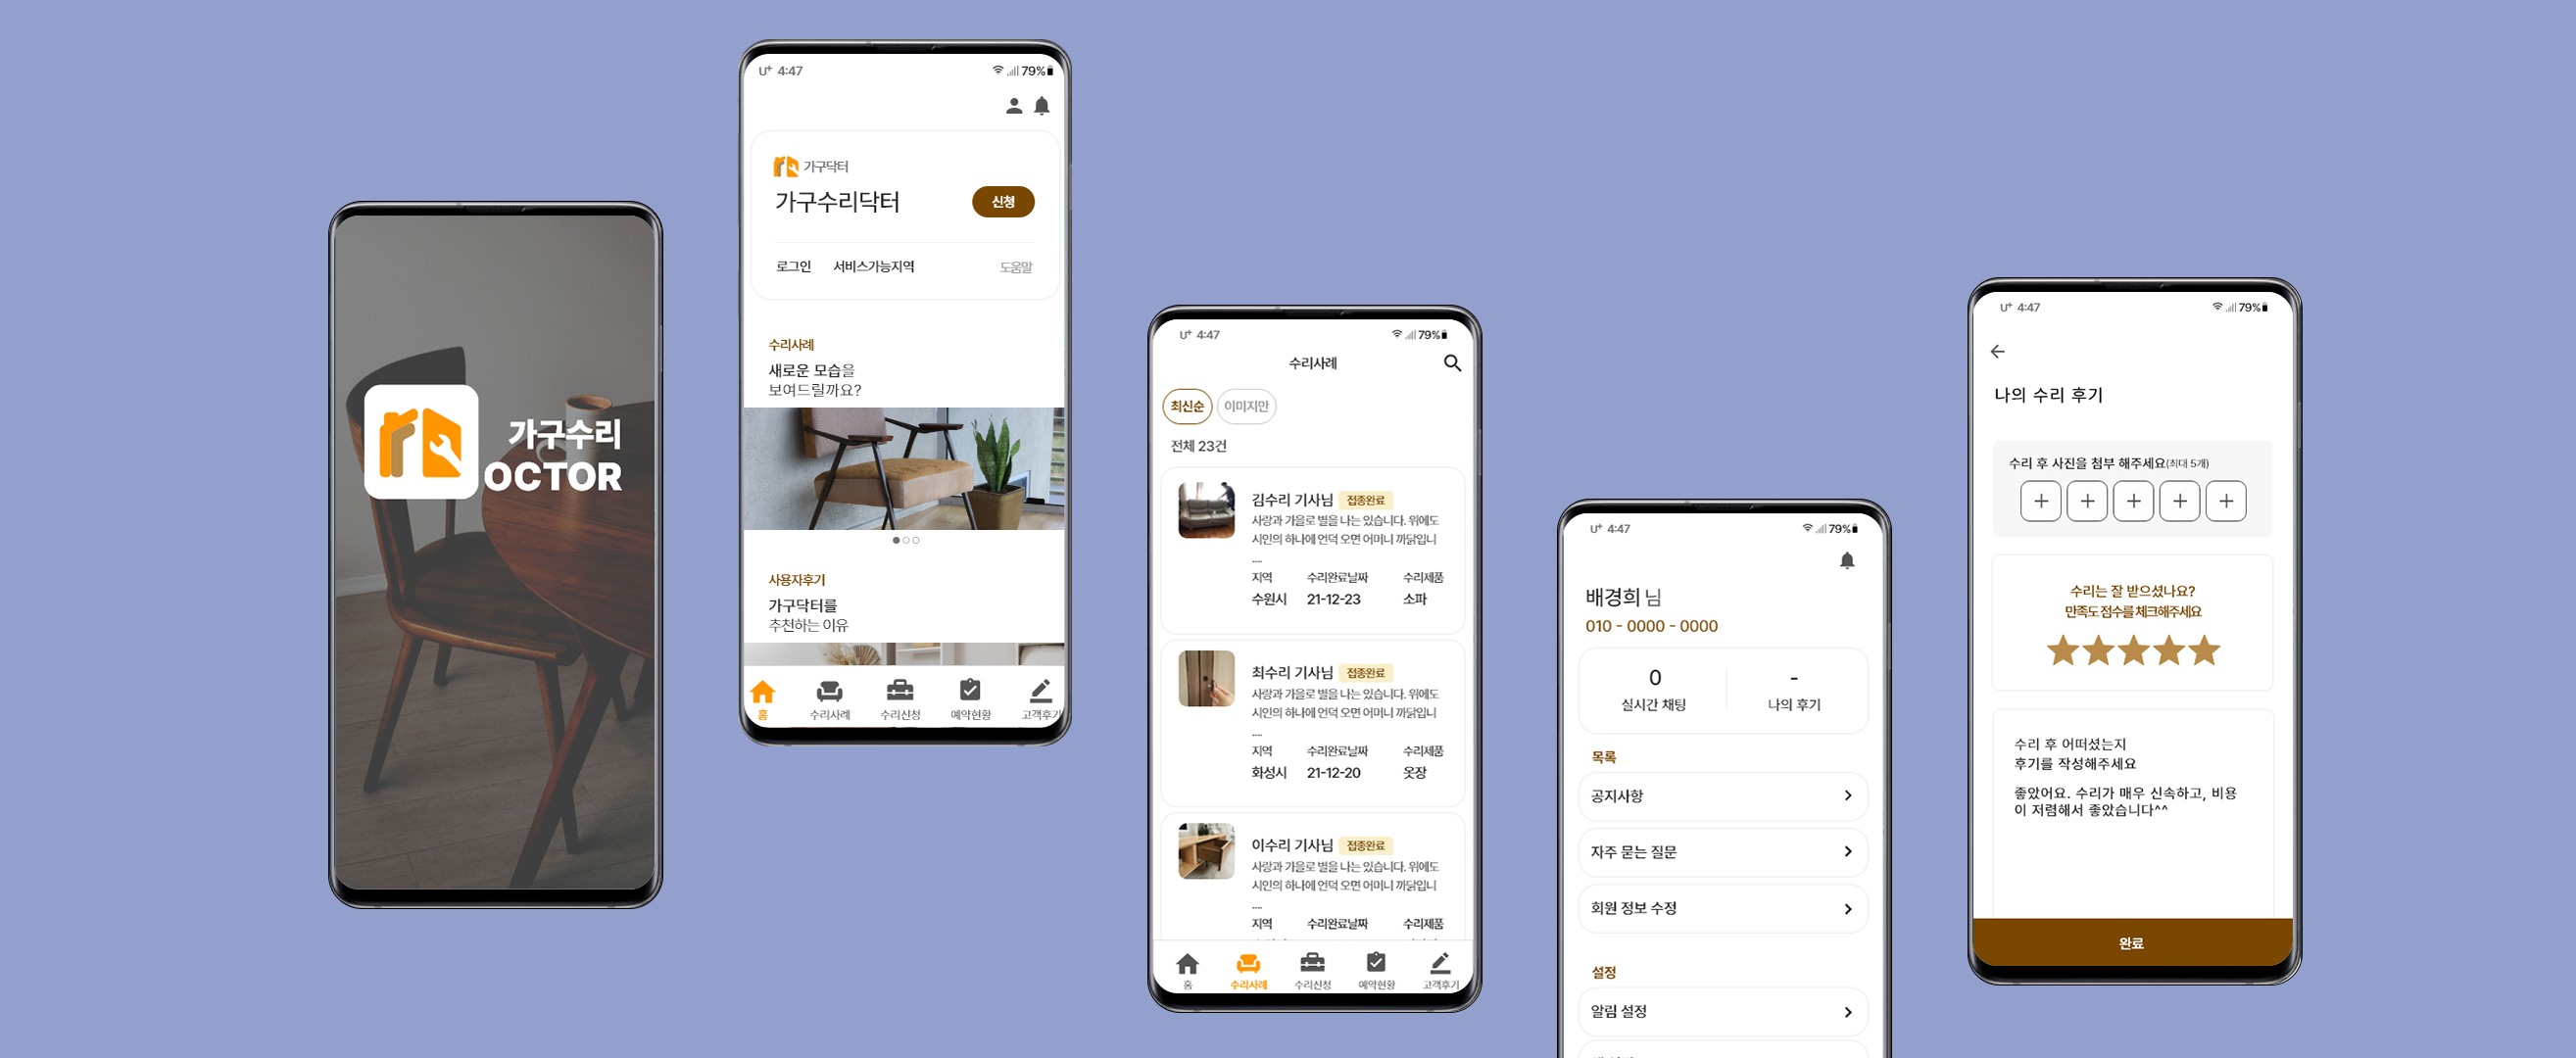 가구수리
OCTOR
U+ 4:47
79%
가구닥터
가구수리닥터
신청
로그인 서비스가능지역 도움말
수리사례
새로운 모습을
보여드릴까요?
사용자후기
가구닥터를
추천하는 이유
홈 수리사례 수리신청 예약현황 고객후기
U+ 4:47
79%
수리사례
최신순 이미지만
전체 23건
김수리 기사님 접종완료
사랑과 가을로 별을 나는 있습니다. 위에도
시인의 하나에 언덕 오면 어머니 까닭입니
....
지역 수리완료날짜 수리제품
수원시 21-12-23 소파
최수리 기사님 접종완료
사랑과 가을로 별을 나는 있습니다. 위에도
시인의 하나에 언덕 오면 어머니 까닭입니
....
지역 수리완료날짜 수리제품
화성시 21-12-20 옷장
이수리 기사님 접종완료
사랑과 가을로 별을 나는 있습니다. 위에도
시인의 하나에 언덕 오면 어머니 까닭입니
....
지역 수리완료날짜 수리제품
홈 수리사례 수리신청 예약현황 고객후기
U+ 4:47
79%
배경희 님
010 - 0000 - 0000
0 -
실시간 채팅 나의 후기
목록
공지사항
자주 묻는 질문
회원 정보 수정
설정
알림 설정
U+ 4:47
79%
나의 수리 후기
수리 후 사진을 첨부 해주세요(최대 5개)
수리는 잘 받으셨나요?
만족도 점수를 체크해주세요
수리 후 어떠셨는지
후기를 작성해주세요
좋았어요. 수리가 매우 신속하고, 비용
이 저렴해서 좋았습니다^^
완료